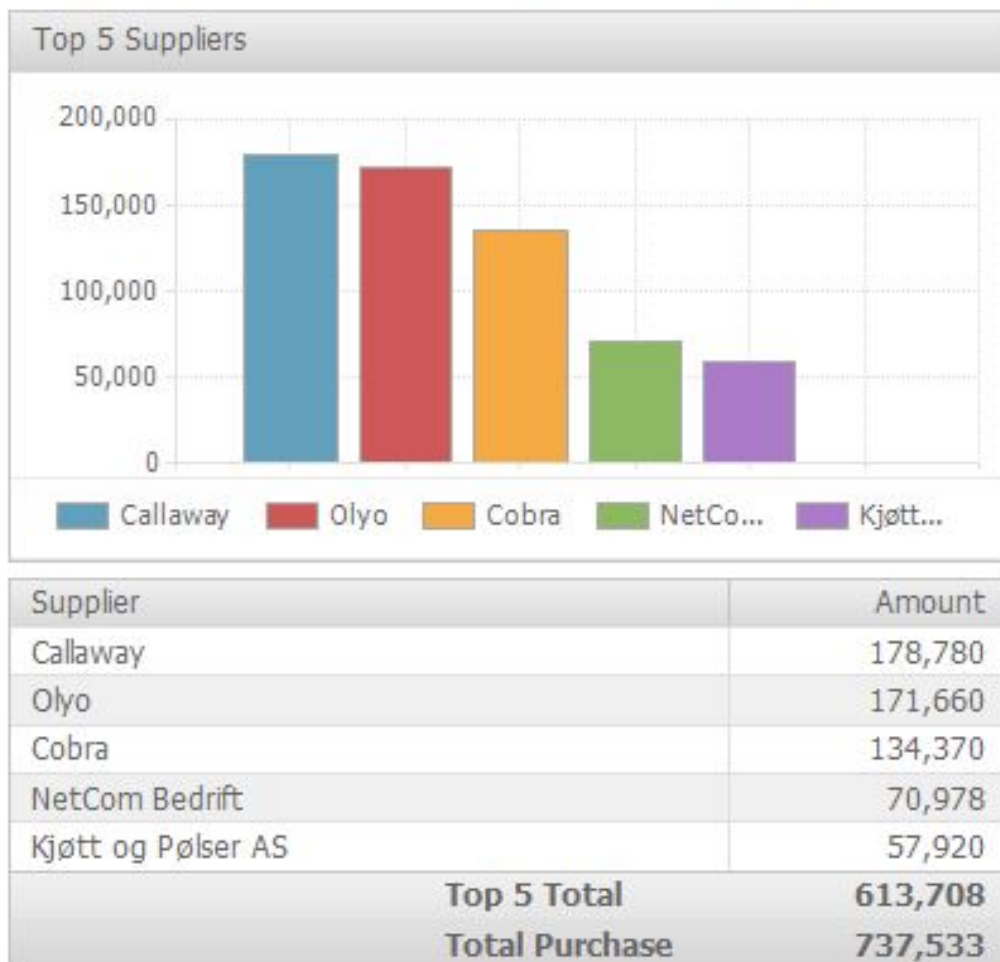 Top 5 Suppliers
200,000
150,000
100,000
50,000
0
Callaway Olyo Cobra NetCo... Kjøtt...
Supplier Amount
Callaway 178,780
Olyo 171,660
Cobra 134,370
NetCom Bedrift 70,978
Kjøtt og Pølser AS 57,920
Top 5 Total 613,708
Total Purchase 737,533